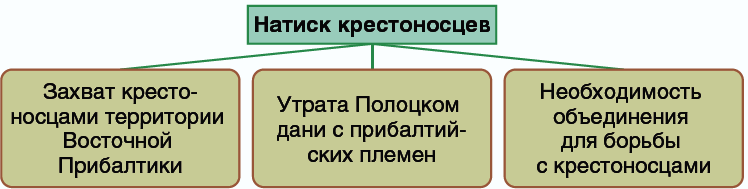 Натиск крестоносцев
Захват кресто-
носцами территории
Восточной
Прибалтики
Утрата Полоцком
дани с прибалтий-
ских племен
Необходимость
объединения
для борьбы
с крестоносцами